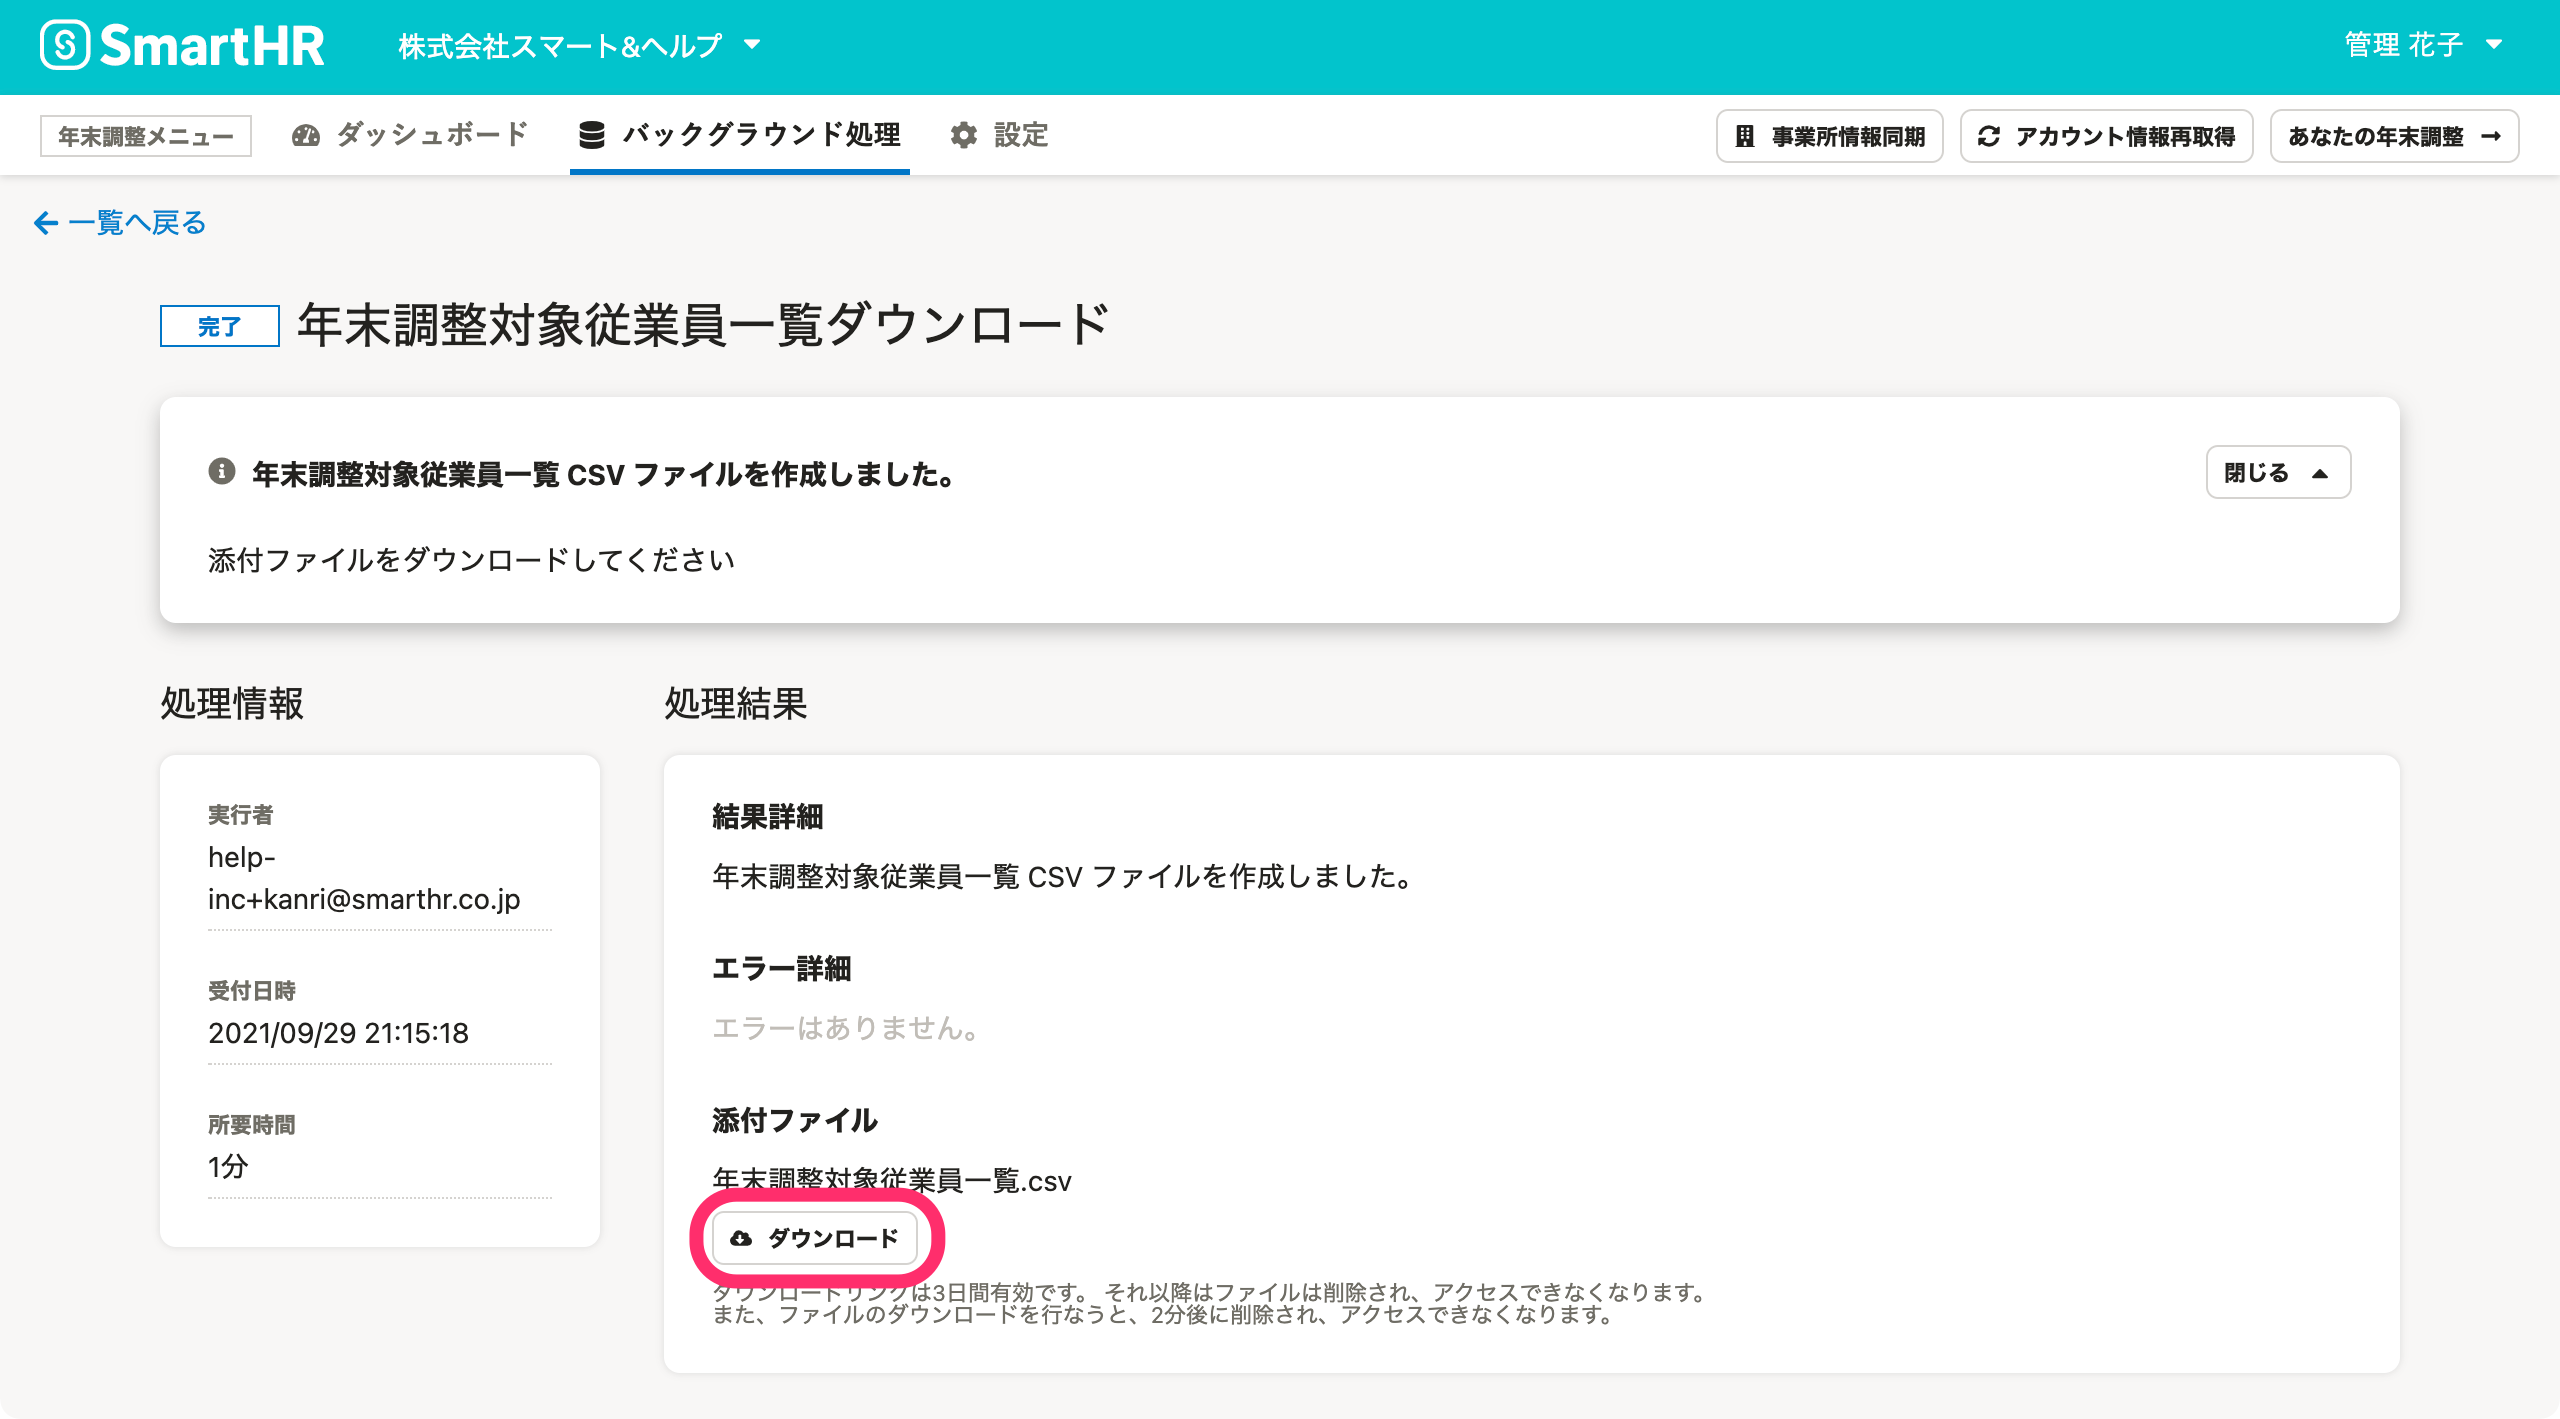 SmartHR
株式会社スマート&ヘルプ
管理 花子
年末調整メニュー
ダッシュボード
バックグラウンド処理
設定
事業所情報同期
アカウント情報再取得
あなたの年末調整
一覧へ戻る
完了
年末調整対象従業員一覧ダウンロード
年末調整対象従業員一覧 CSV ファイルを作成しました。
閉じる
添付ファイルをダウンロードしてください
処理情報
実行者
help-
inc+kanri@smarthr.co.jp
受付日時
2021/09/29 21:15:18
所要時間
1分
処理結果
結果詳細
年末調整対象従業員一覧 CSV ファイルを作成しました。
エラー詳細
エラーはありません。
添付ファイル
年末調整対象従業員一覧.csv
ダウンロード
ダウンロードリンクは3日間有効です。 それ以降はファイルは削除され、アクセスできなくなります。
また、ファイルのダウンロードを行なうと、2分後に削除され、アクセスできなくなります。